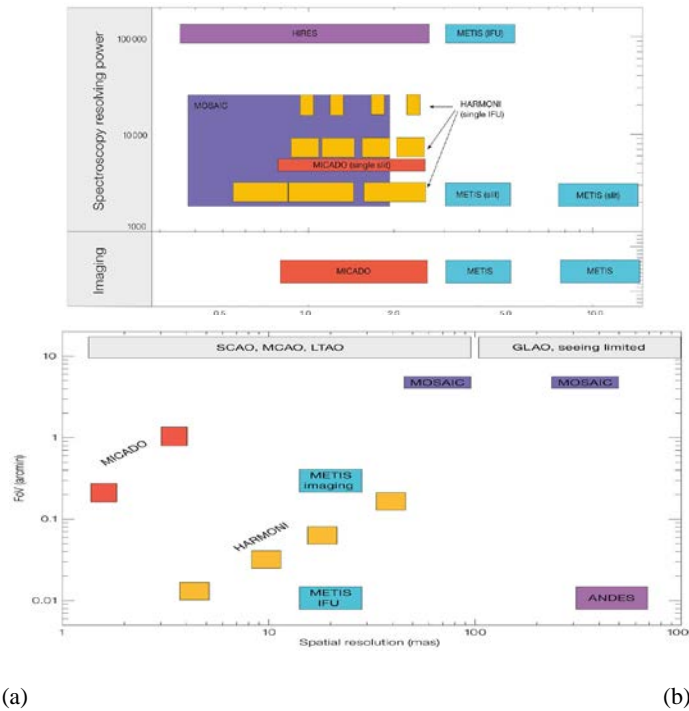 Spectroscopy resolving power
100 000
10 000
1000
HIRES
METIS (IFU)
MOSAIC
HARMONI
(single IFU)
MICADO (single slit)
METIS (slit)
METIS (slit)
Imaging
MICADO
METIS
METIS
0.5
1.0
2.0
5.0
10.0
SCAO, MCAO, LTAO
GLAO, seeing limited
10
1
0.1
0.01
FoV (arcmin)
MOSAIC
MOSAIC
MICADO
METIS
imaging
HARMONI
METIS
IFU
ANDES
1
10
100
100
Spatial resolution (mas)
(a)
(b)